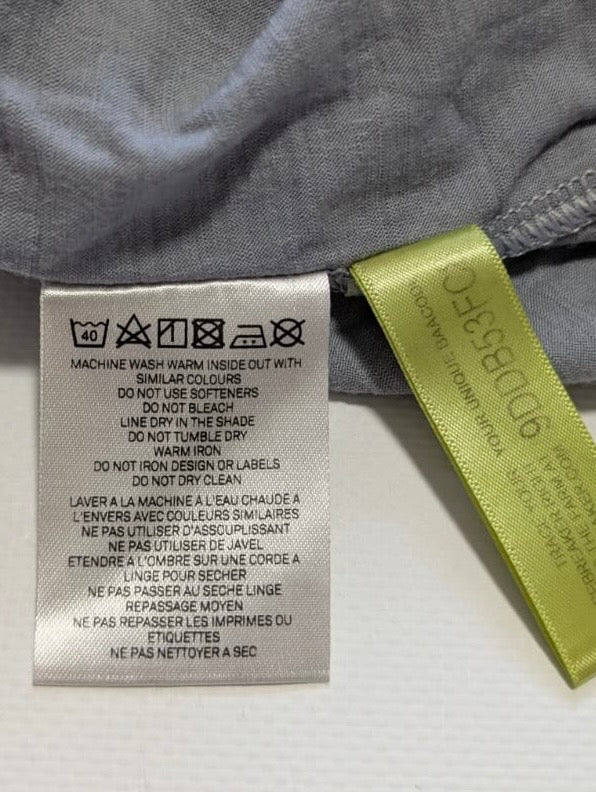 40
MACHINE WASH WARM INSIDE OUT WITH
SIMILAR COLOURS
DO NOT USE SOFTENERS
DO NOT BLEACH
LINE DRY IN THE SHADE
DO NOT TUMBLE DRY
WARM IRON
DO NOT IRON DESIGN OR LABELS
DO NOT DRY CLEAN
LAVER A LA MACHINE A L'EAU CHAUDE A
L'ENVERS AVEC COULEURS SIMILAIRES
NE PAS UTILISER D'ASSOUPLISSANT
NE PAS UTILISER DE JAVEL
ETENDRE A L'OMBRE SUR UNE CORDE A
LINGE POUR SECHER
NE PAS PASSER AU SECHE LINGE
REPASSAGE MOYEN
NE PAS REPASSER LES IMPRIMES OU
ETIQUETTES
NE PAS NETTOYER A SEC
YOUR UNIQUE
9DDB53FC